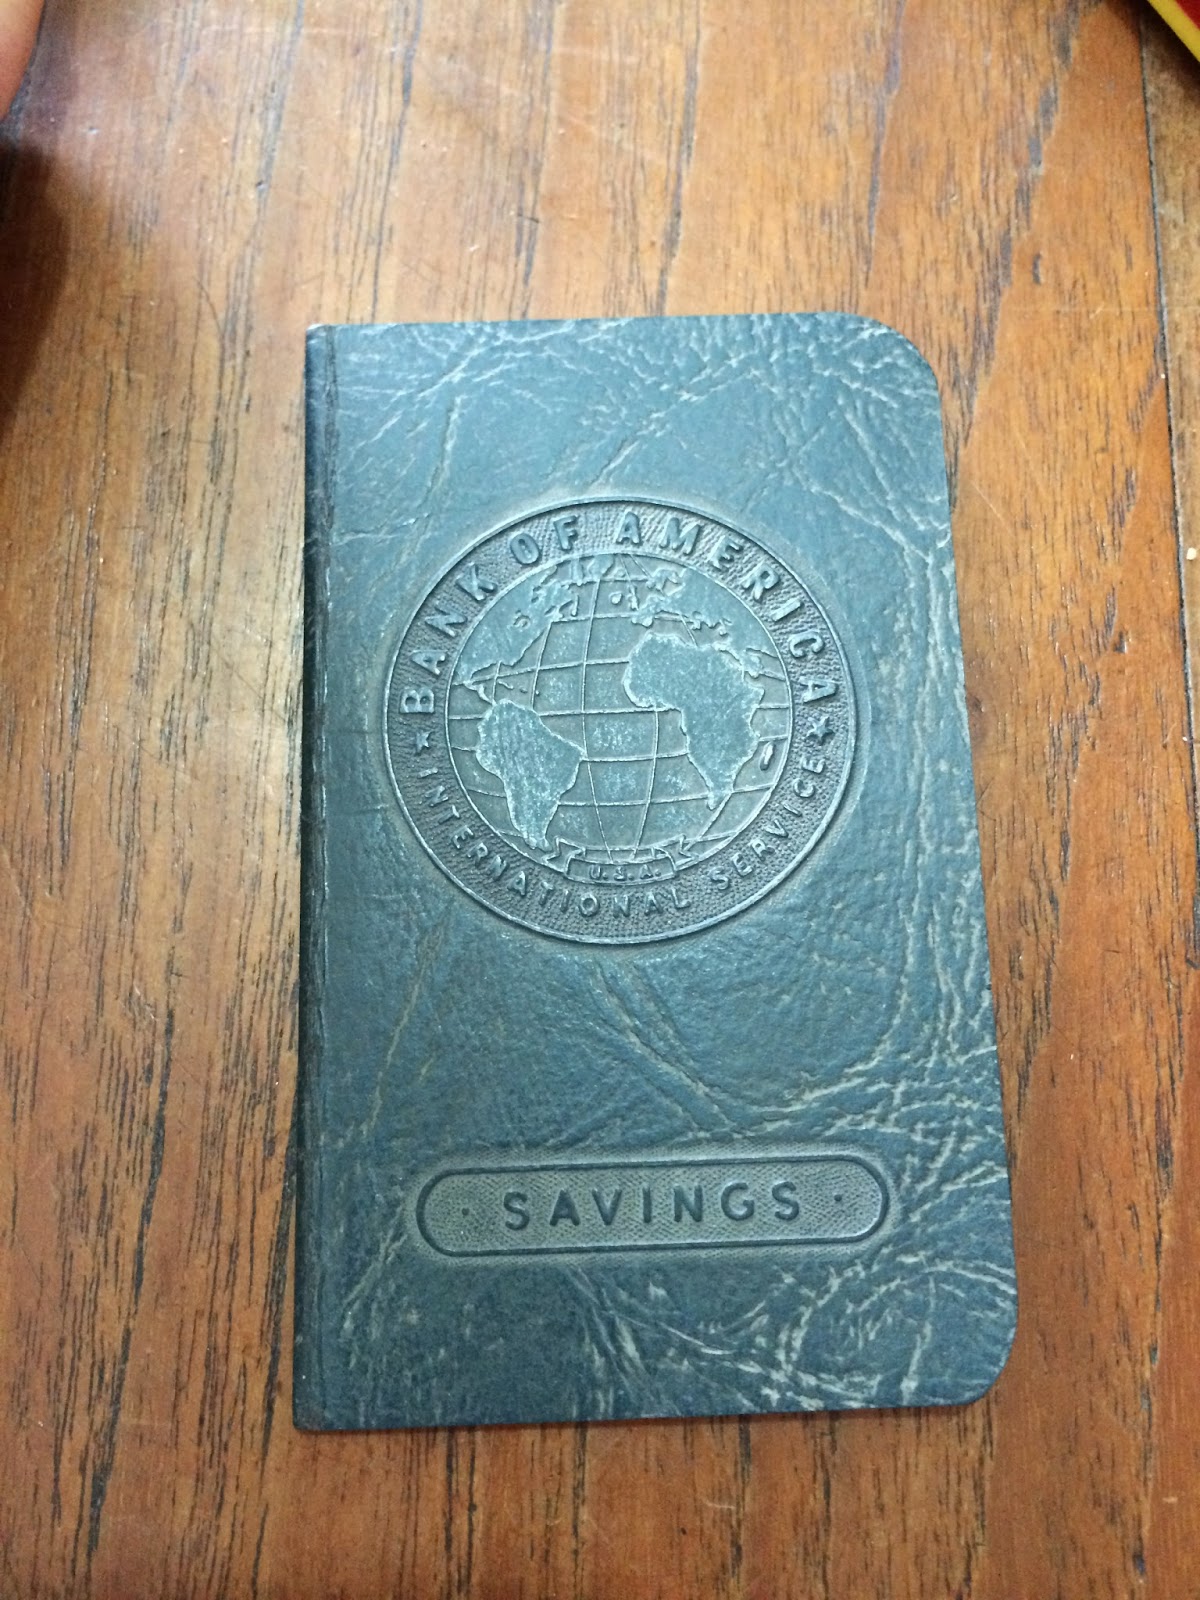 BANK OF AMERICA
★ INTERNATIONAL SERVICE ★
U.S.A.
· SAVINGS ·